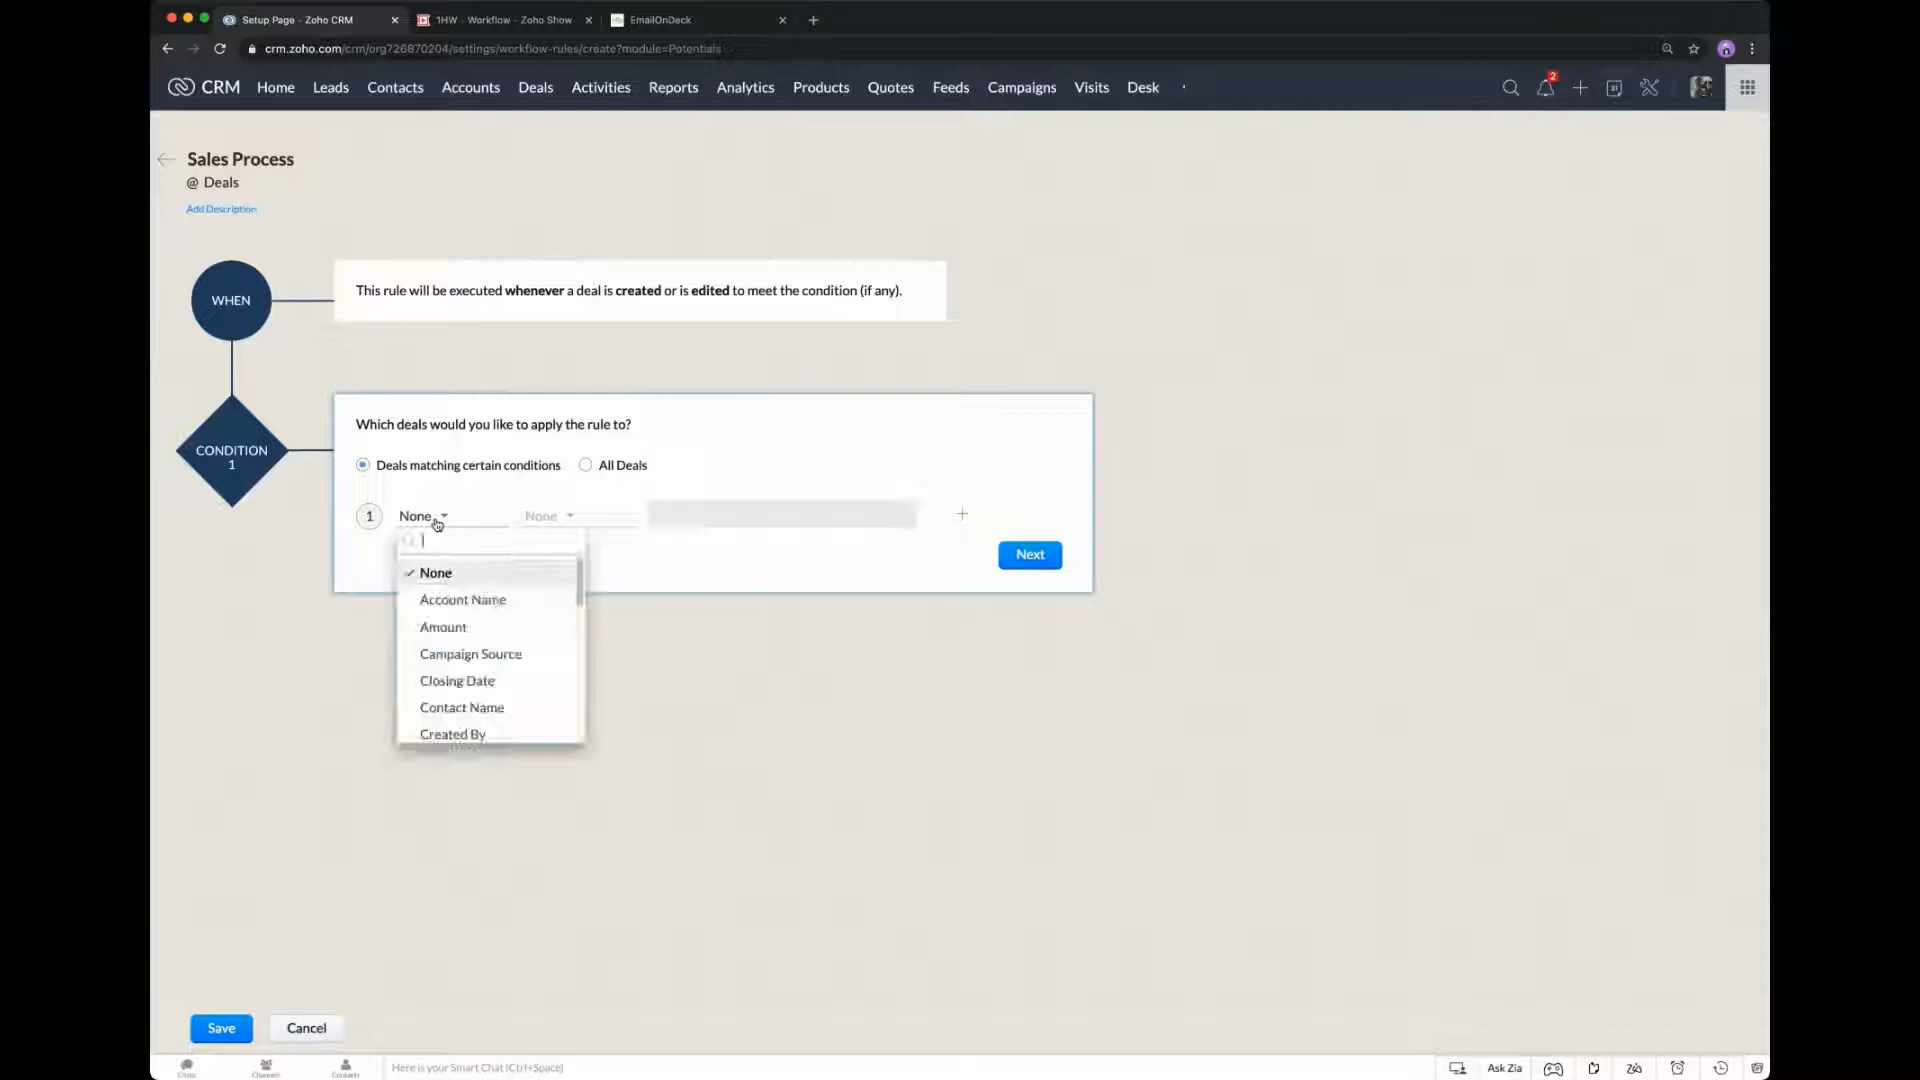 Setup Page - Zoho CRM
1HW - Workflow - Zoho Show
EmailOnDeck
crm.zoho.com/crm/org726870204/settings/workflow-rules/create?module=Potentials
CRM Home Leads Contacts Accounts Deals Activities Reports Analytics Products Quotes Feeds Campaigns Visits Desk
2
Sales Process
@ Deals
Add Description
WHEN
This rule will be executed whenever a deal is created or is edited to meet the condition (if any).
CONDITION
1
Which deals would you like to apply the rule to?
Deals matching certain conditions All Deals
1 None None
Next
None
Account Name
Amount
Campaign Source
Closing Date
Contact Name
Created By
Save Cancel
Chats Channels Contacts Here is your Smart Chat (Ctrl+Space) Ask Zia